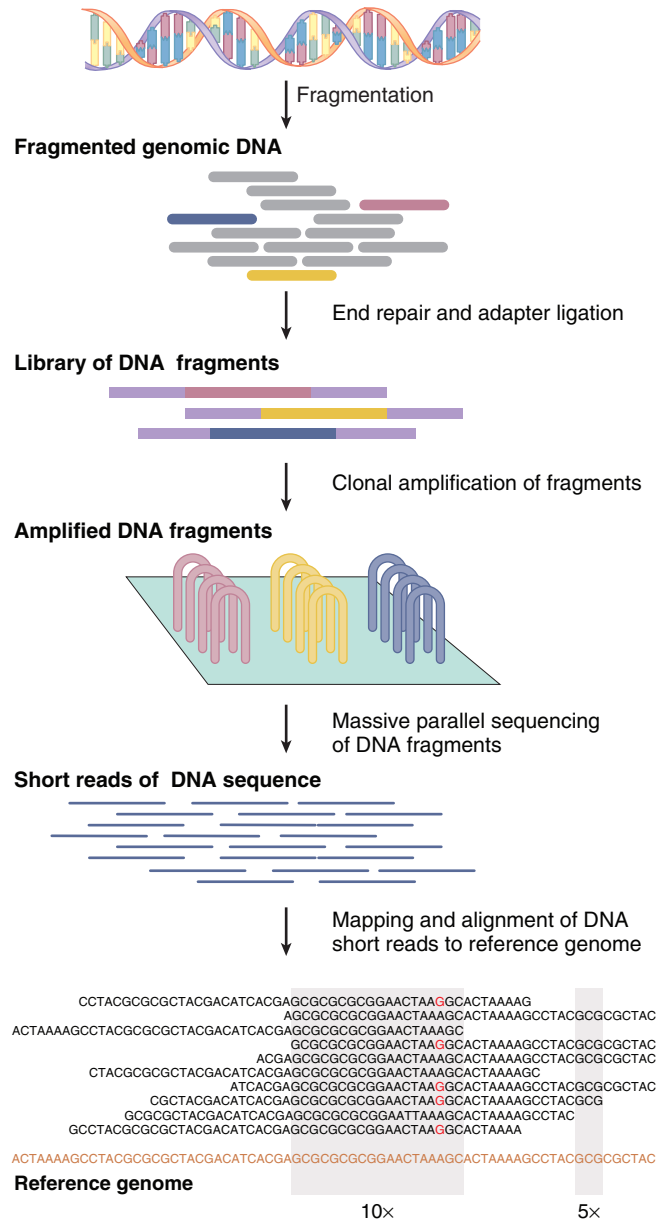 Fragmentation
Fragmented genomic DNA
End repair and adapter ligation
Library of DNA fragments
Clonal amplification of fragments
Amplified DNA fragments
Massive parallel sequencing
of DNA fragments
Short reads of DNA sequence
Mapping and alignment of DNA
short reads to reference genome
CCTACGCGCGCTACGACATCACGAGCGCGCGCGGAACTAAGGCACTAAAAG
AGCGCGCGCGGAACTAAAGCACTAAAAGCCTACGCGCGCTAC
ACTAAAAGCCTACGCGCGCTACGACATCACGAGCGCGCGCGGAACTAAAGC
GCGCGCGCGGAACTAAGGCACTAAAAGCCTACGCGCGCTAC
ACGAGCGCGCGCGGAACTAAAGCACTAAAAGCCTACGCGCGCTAC
CTACGCGCGCTACGACATCACGAGCGCGCGCGGAACTAAAGCACTAAAAGC
ATCACGAGCGCGCGCGGAACTAAGGCACTAAAAGCCTACGCGCGCTAC
CGCTACGACATCACGAGCGCGCGCGGAACTAAGGCACTAAAAGCCTACGCG
GCGCGCTACGACATCACGAGCGCGCGCGGAATTAAAGCACTAAAAGCCTAC
GCCTACGCGCGCTACGACATCACGAGCGCGCGCGGAACTAAGGCACTAAAA
ACTAAAAGCCTACGCGCGCTACGACATCACGAGCGCGCGCGGAACTAAAGCACTAAAAGCCTACGCGCGCTAC
Reference genome
10× 5×